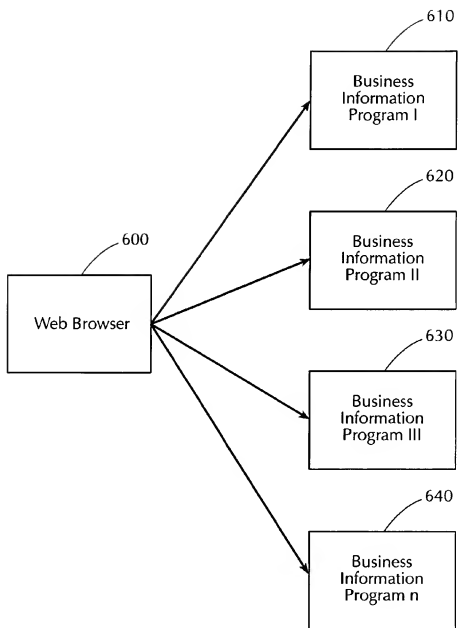 610
Business
Information
Program I
620
Business
Information
Program II
600
Web Browser
630
Business
Information
Program III
640
Business
Information
Program n